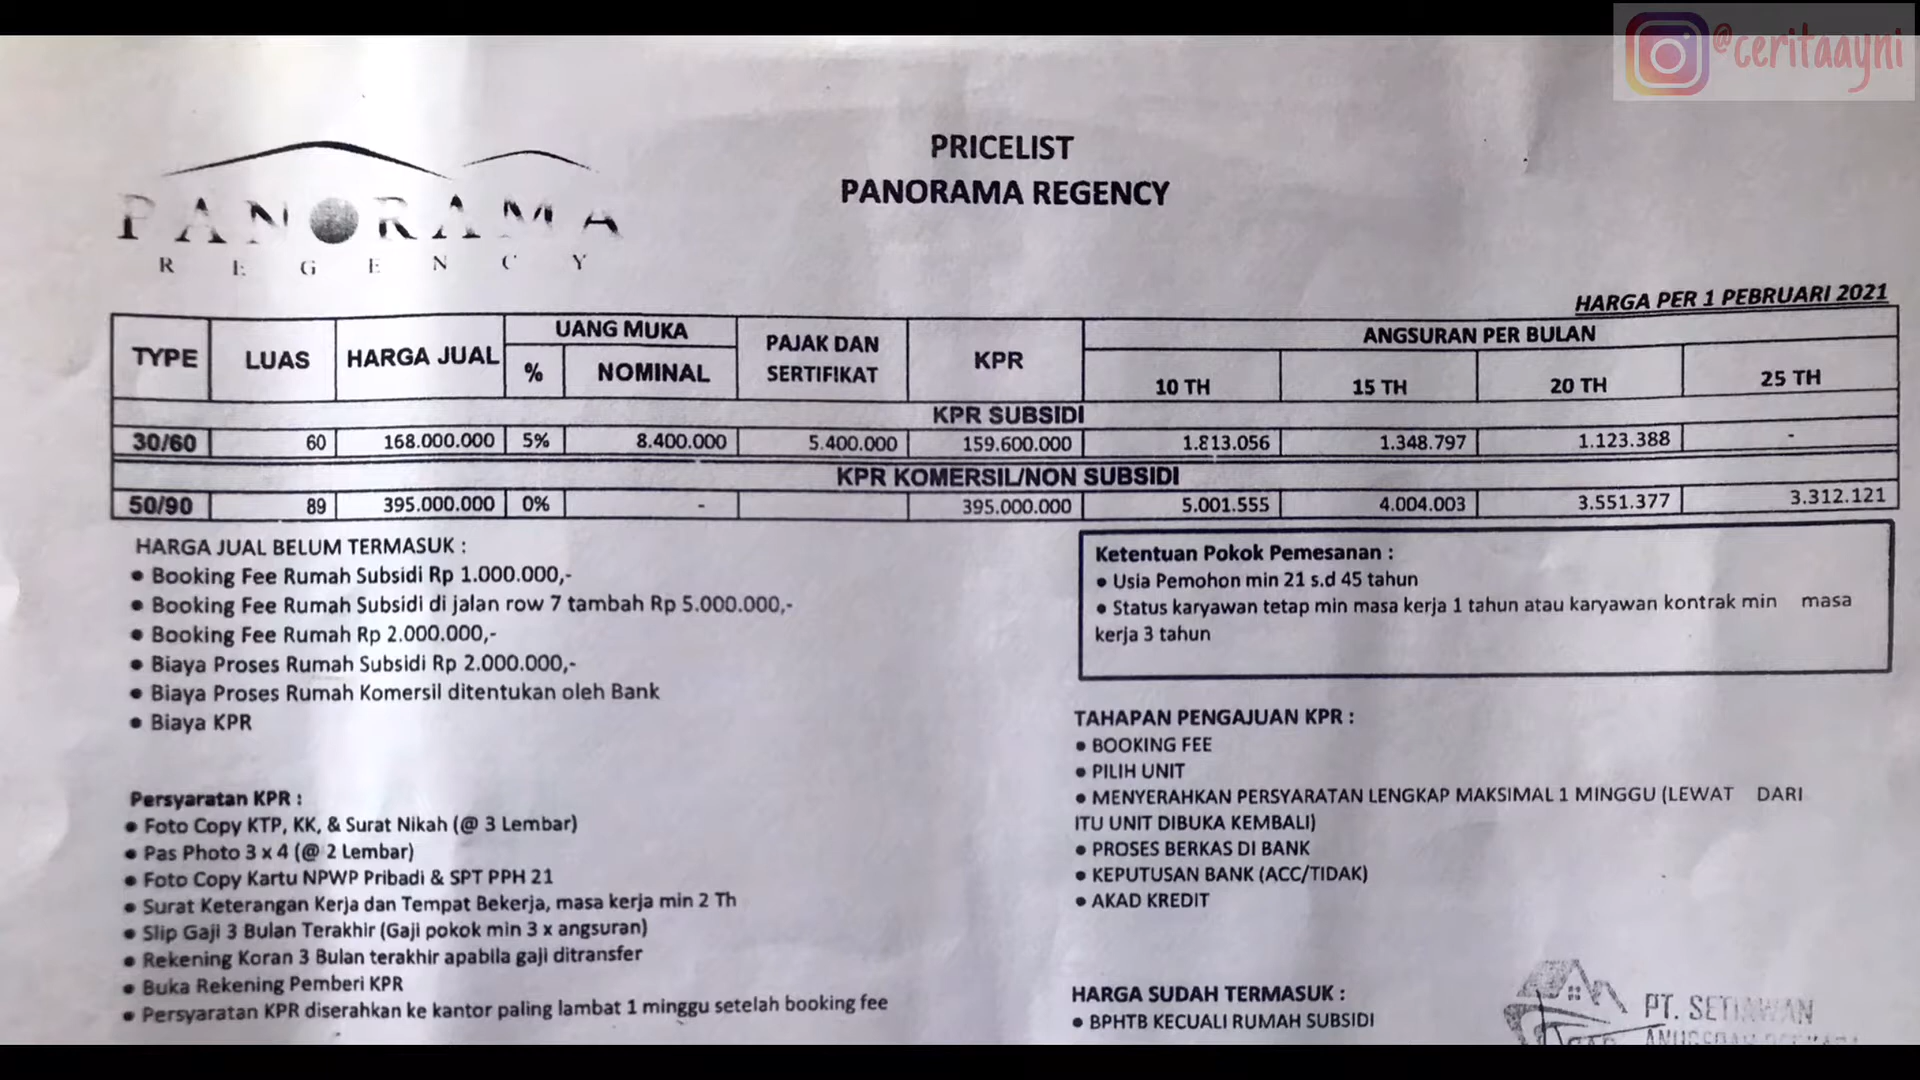 @ceritaayni
PANORAMA
REGENCY
PRICELIST
PANORAMA REGENCY
HARGA PER 1 PEBRUARI 2021
TYPE LUAS HARGA JUAL UANG MUKA PAJAK DAN SERTIFIKAT KPR ANGSURAN PER BULAN
% NOMINAL 10 TH 15 TH 20 TH 25 TH
KPR SUBSIDI
30/60 60 168.000.000 5% 8.400.000 5.400.000 159.600.000 1.813.056 1.348.797 1.123.388 -
KPR KOMERSIL/NON SUBSIDI
50/90 89 395.000.000 0% - 395.000.000 5.001.555 4.004.003 3.551.377 3.312.121
HARGA JUAL BELUM TERMASUK :
• Booking Fee Rumah Subsidi Rp 1.000.000,-
• Booking Fee Rumah Subsidi di jalan row 7 tambah Rp 5.000.000,-
• Booking Fee Rumah Rp 2.000.000,-
• Biaya Proses Rumah Subsidi Rp 2.000.000,-
• Biaya Proses Rumah Komersil ditentukan oleh Bank
• Biaya KPR
Persyaratan KPR :
• Foto Copy KTP, KK, & Surat Nikah (@ 3 Lembar)
• Pas Photo 3 x 4 (@ 2 Lembar)
• Foto Copy Kartu NPWP Pribadi & SPT PPH 21
• Surat Keterangan Kerja dan Tempat Bekerja, masa kerja min 2 Th
• Slip Gaji 3 Bulan Terakhir (Gaji pokok min 3 x angsuran)
• Rekening Koran 3 Bulan terakhir apabila gaji ditransfer
• Buka Rekening Pemberi KPR
• Persyaratan KPR diserahkan ke kantor paling lambat 1 minggu setelah booking fee
Ketentuan Pokok Pemesanan :
• Usia Pemohon min 21 s.d 45 tahun
• Status karyawan tetap min masa kerja 1 tahun atau karyawan kontrak min masa
kerja 3 tahun
TAHAPAN PENGAJUAN KPR :
• BOOKING FEE
• PILIH UNIT
• MENYERAHKAN PERSYARATAN LENGKAP MAKSIMAL 1 MINGGU (LEWAT DARI
ITU UNIT DIBUKA KEMBALI)
• PROSES BERKAS DI BANK
• KEPUTUSAN BANK (ACC/TIDAK)
• AKAD KREDIT
HARGA SUDAH TERMASUK :
• BPHTB KECUALI RUMAH SUBSIDI
PT. SETIAWAN